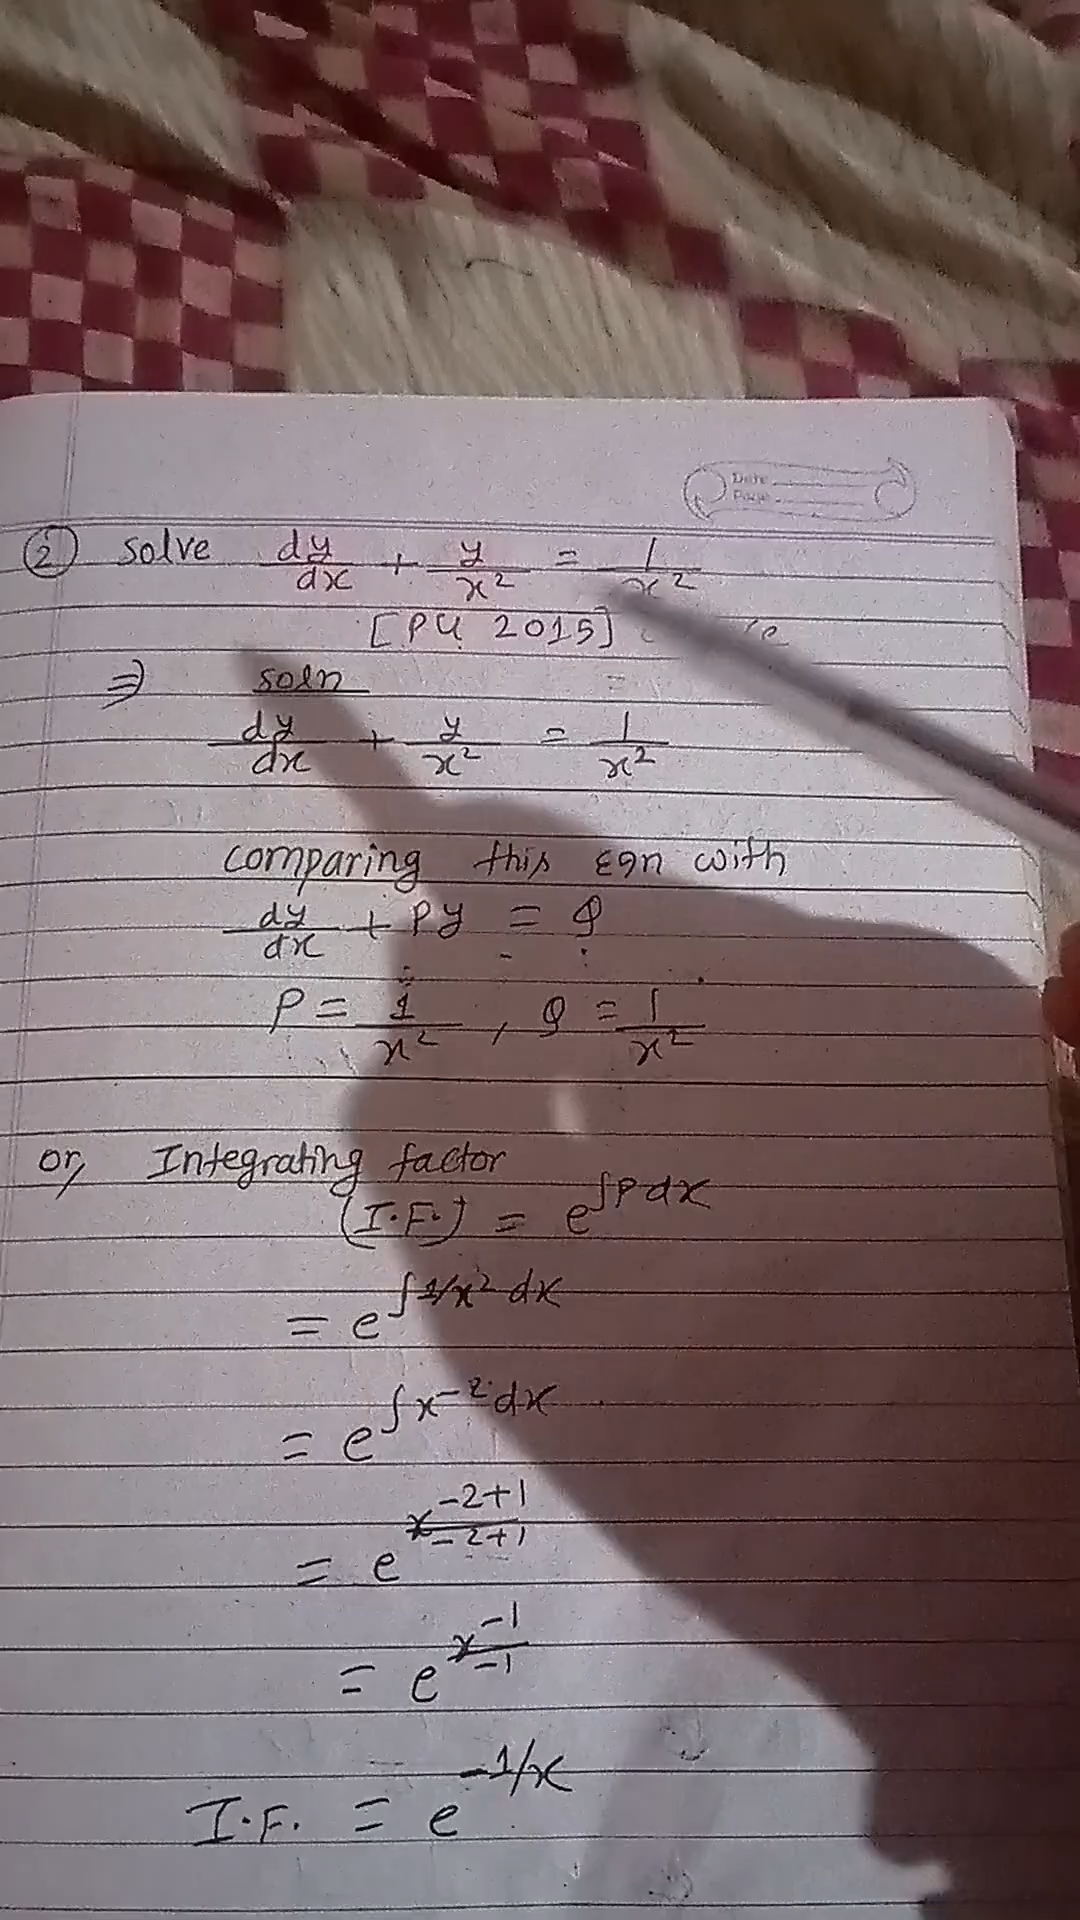 Date
Page
② solve dy/dx + y/x² = 1/x²
[PU 2015]
⇒ soln
dy/dx + y/x² = 1/x²
comparing this Eqn with
dy/dx + Py = Q
P = 1/x² , Q = 1/x²
or, Integrating factor
(I.F.) = e^∫P dx
= e^∫1/x² dx
= e^∫x^-2 dx
= e^(x^(-2+1)/(-2+1))
= e^(x^-1/-1)
I.F. = e^-1/x